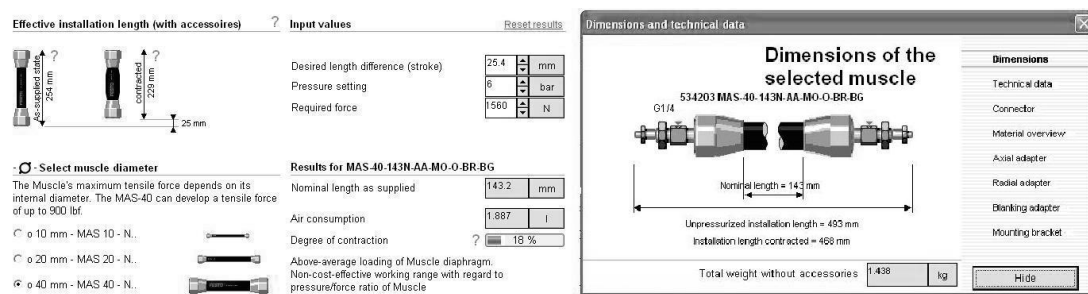 Effective installation length (with accessoires) ?
?
?
As-supplied state
254 mm
contracted
229 mm
25 mm
- Ø - Select muscle diameter
The Muscle's maximum tensile force depends on its
internal diameter. The MAS-40 can develop a tensile force
of up to 900 lbf.
o 10 mm - MAS 10 - N..
o 20 mm - MAS 20 - N..
o 40 mm - MAS 40 - N..
Input values
Reset results
Desired length difference (stroke) 25.4 mm
Pressure setting 6 bar
Required force 1560 N
Results for MAS-40-143N-AA-MO-O-BR-BG
Nominal length as supplied 143.2 mm
Air consumption 1.887 l
Degree of contraction ? 18 %
Above-average loading of Muscle diaphragm.
Non-cost-effective working range with regard to
pressure/force ratio of Muscle
Dimensions and technical data
Dimensions of the
selected muscle
534203 MAS-40-143N-AA-MO-O-BR-BG
G1/4
Nominal length = 143 mm
Unpressurized installation length = 493 mm
Installation length contracted = 468 mm
Total weight without accessories 1.438 kg
Dimensions
Technical data
Connector
Material overview
Axial adapter
Radial adapter
Blanking adapter
Mounting bracket
Hide